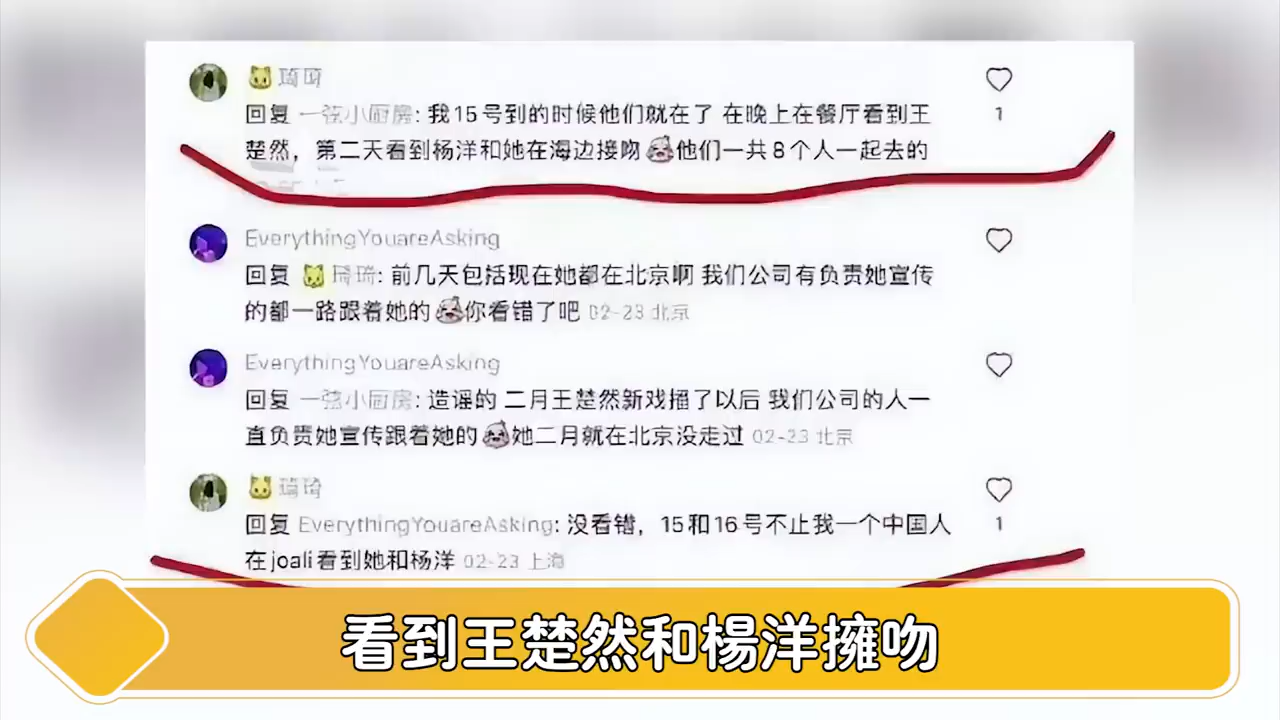 琦琦
回复 一弦小厨房: 我15号到的时候他们就在了 在晚上在餐厅看到王
楚然，第二天看到杨洋和她在海边接吻 他们一共8个人一起去的
1
EverythingYouareAsking
回复 琦琦: 前几天包括现在她都在北京啊 我们公司有负责她宣传
的都一路跟着她的 你看错了吧 02-23 北京
EverythingYouareAsking
回复 一弦小厨房: 造谣的 二月王楚然新戏播了以后 我们公司的人一
直负责她宣传跟着她的 她二月就在北京没走过 02-23 北京
琦琦
回复 EverythingYouareAsking: 没看错，15和16号不止我一个中国人
在joali看到她和杨洋 02-23 上海
1
看到王楚然和楊洋擁吻